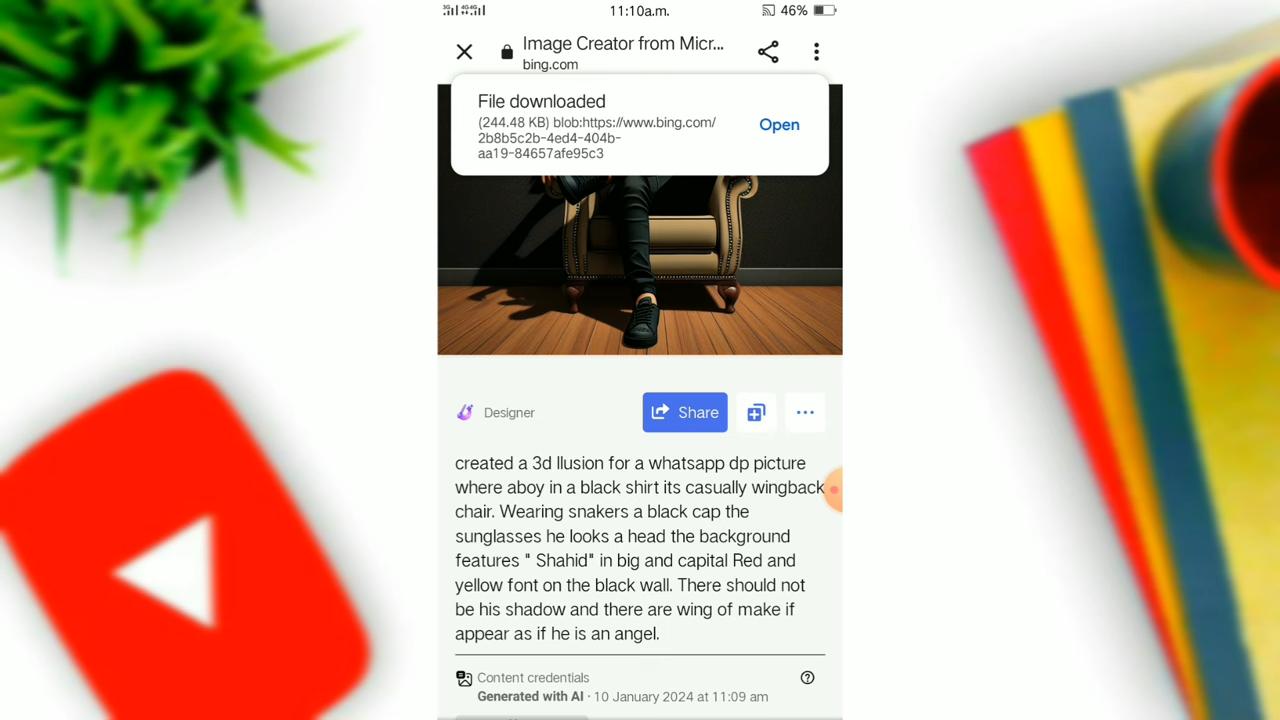 3G 4G4G 11:10a.m. 46%
Image Creator from Micr...
bing.com
File downloaded
(244.48 KB) blob:https://www.bing.com/
2b8b5c2b-4ed4-404b-
aa19-84657afe95c3
Open
Designer
Share
created a 3d llusion for a whatsapp dp picture
where aboy in a black shirt its casually wingback
chair. Wearing snakers a black cap the
sunglasses he looks a head the background
features " Shahid" in big and capital Red and
yellow font on the black wall. There should not
be his shadow and there are wing of make if
appear as if he is an angel.
Content credentials
Generated with AI · 10 January 2024 at 11:09 am